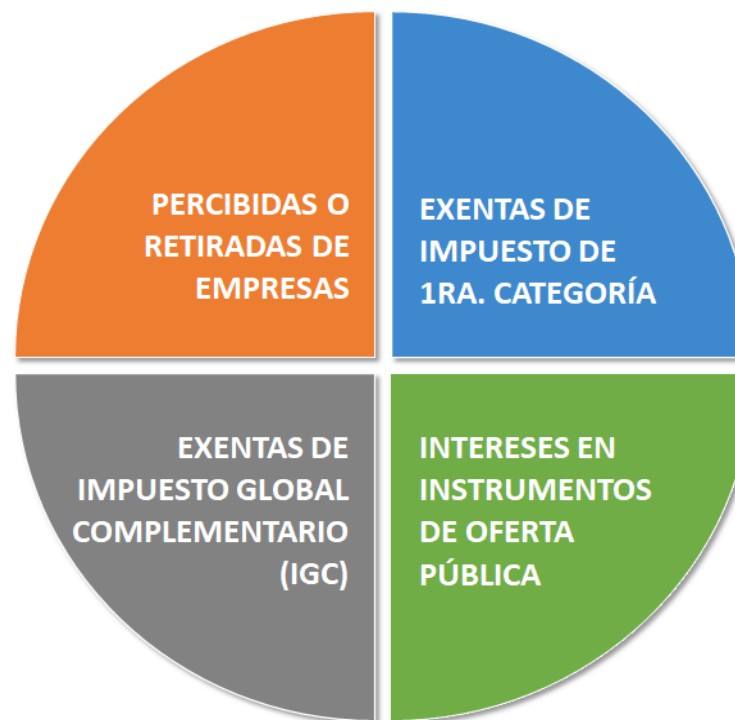 PERCIBIDAS O
RETIRADAS DE
EMPRESAS
EXENTAS DE
IMPUESTO DE
1RA. CATEGORÍA
EXENTAS DE
IMPUESTO GLOBAL
COMPLEMENTARIO
(IGC)
INTERESES EN
INSTRUMENTOS
DE OFERTA
PÚBLICA